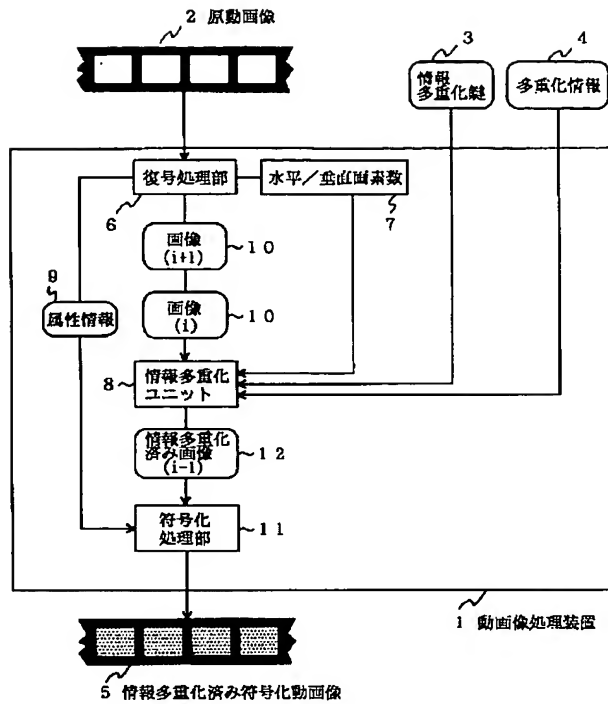 2 原動画像
3
4
情報
多重化鍵
多重化情報
復号処理部
水平/垂直画素数
6
7
画像
(i+1)
10
9
属性情報
画像
(i)
10
8
情報多重化
ユニット
情報多重化
済み画像
(i-1)
12
符号化
処理部
11
1 動画像処理装置
5 情報多重化済み符号化動画像